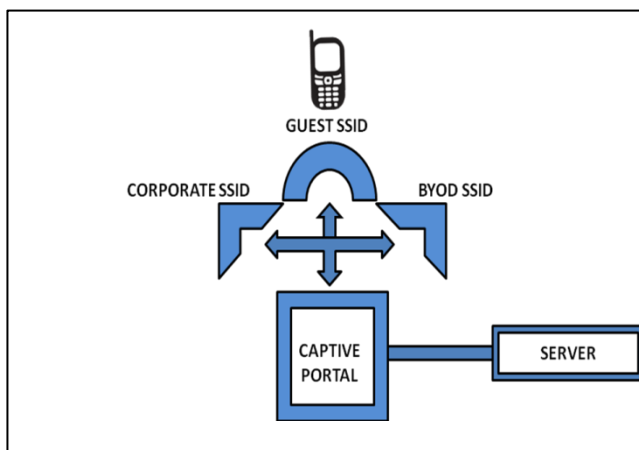 GUEST SSID
CORPORATE SSID
BYOD SSID
CAPTIVE
PORTAL
SERVER